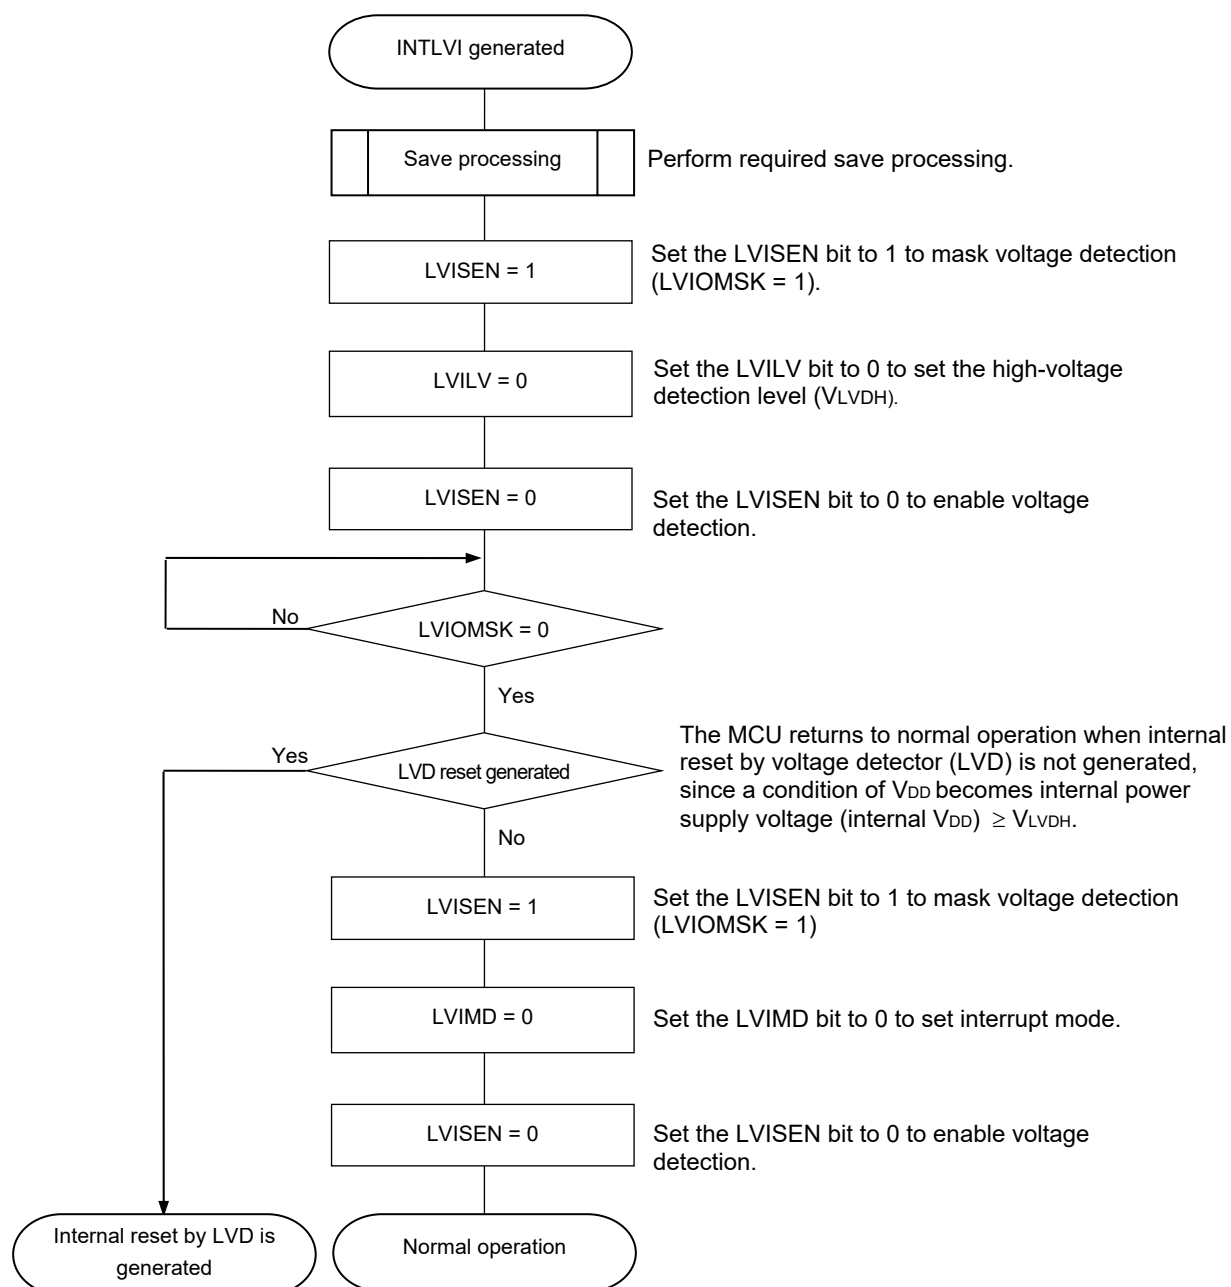 INTLVI generated
Save processing
Perform required save processing.
LVISEN = 1
Set the LVISEN bit to 1 to mask voltage detection
(LVIOMSK = 1).
LVILV = 0
Set the LVILV bit to 0 to set the high-voltage
detection level (VLVDH).
LVISEN = 0
Set the LVISEN bit to 0 to enable voltage
detection.
No
LVIOMSK = 0
Yes
Yes
LVD reset generated
The MCU returns to normal operation when internal
reset by voltage detector (LVD) is not generated,
since a condition of VDD becomes internal power
supply voltage (internal VDD) ≥ VLVDH.
No
LVISEN = 1
Set the LVISEN bit to 1 to mask voltage detection
(LVIOMSK = 1)
LVIMD = 0
Set the LVIMD bit to 0 to set interrupt mode.
LVISEN = 0
Set the LVISEN bit to 0 to enable voltage
detection.
Internal reset by LVD is
generated
Normal operation